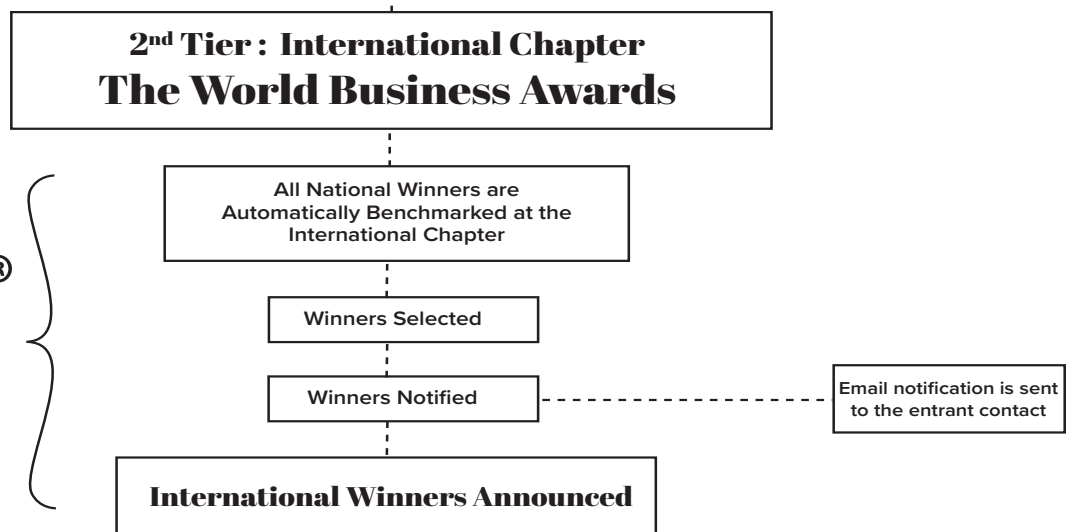 2nd Tier : International Chapter
The World Business Awards
All National Winners are
Automatically Benchmarked at the
International Chapter
®
Winners Selected
Winners Notified
Email notification is sent
to the entrant contact
International Winners Announced